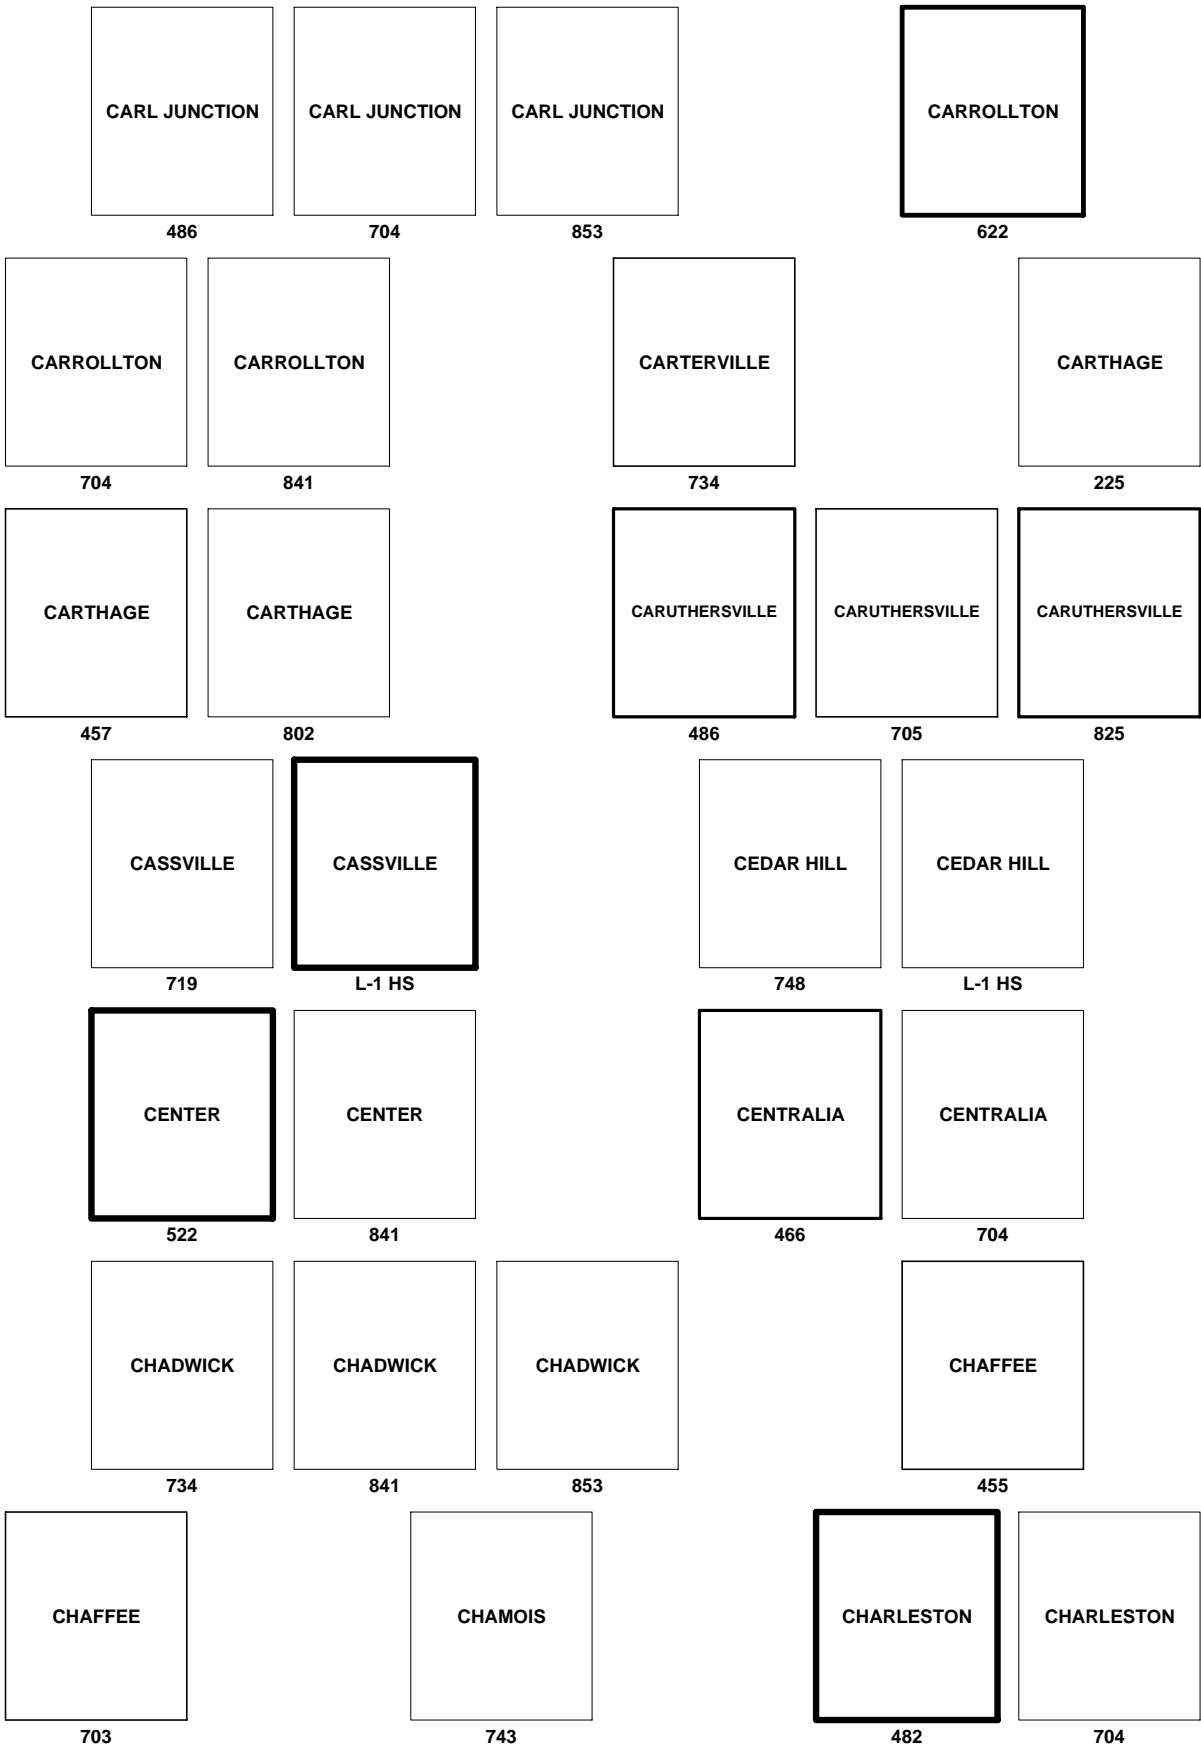 CARL JUNCTION CARL JUNCTION CARL JUNCTION CARROLLTON
486 704 853 622
CARROLLTON CARROLLTON CARTERVILLE CARTHAGE
704 841 734 225
CARTHAGE CARTHAGE CARUTHERSVILLE CARUTHERSVILLE CARUTHERSVILLE
457 802 486 705 825
CASSVILLE CASSVILLE CEDAR HILL CEDAR HILL
719 L-1 HS 748 L-1 HS
CENTER CENTER CENTRALIA CENTRALIA
522 841 466 704
CHADWICK CHADWICK CHADWICK CHAFFEE
734 841 853 455
CHAFFEE CHAMOIS CHARLESTON CHARLESTON
703 743 482 704